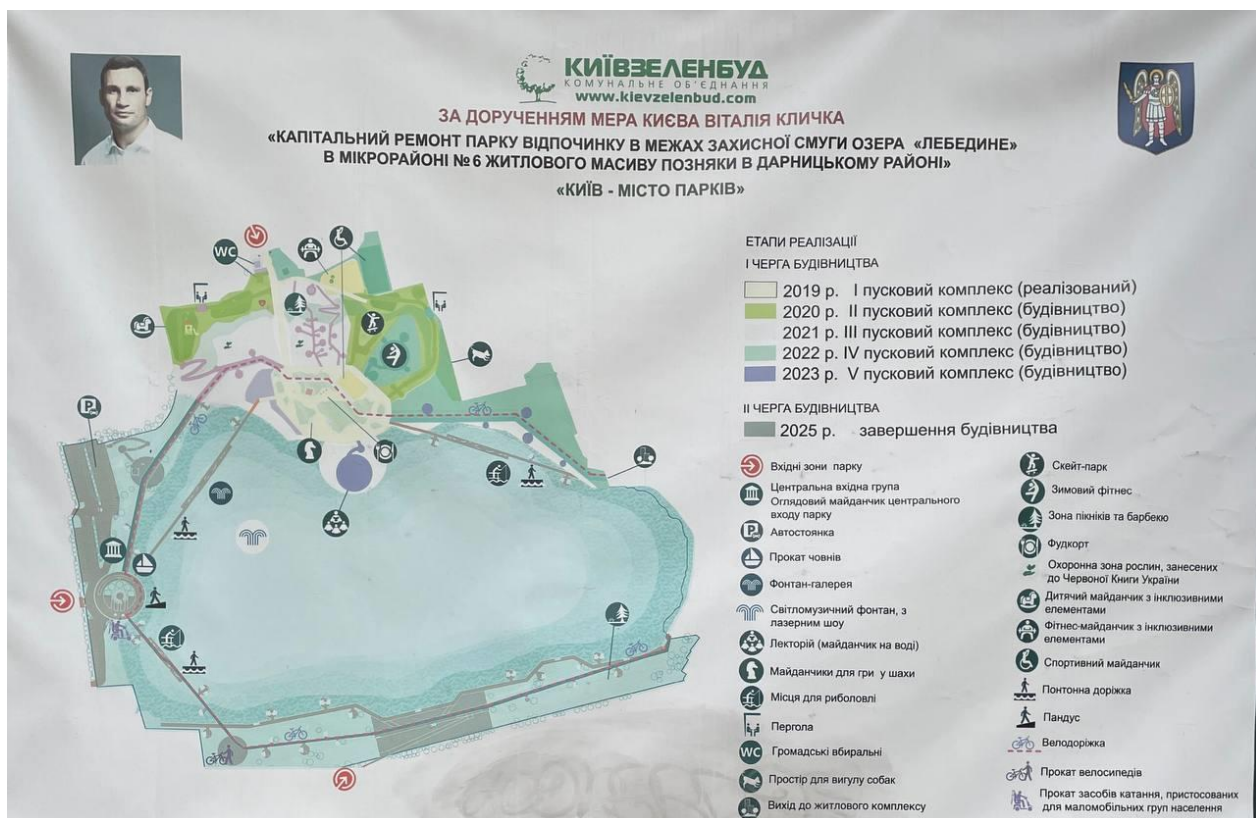 КИЇВЗЕЛЕНБУД
КОМУНАЛЬНЕ ОБ'ЄДНАННЯ
www.kievzelenbud.com
ЗА ДОРУЧЕННЯМ МЕРА КИЄВА ВІТАЛІЯ КЛИЧКА
«КАПІТАЛЬНИЙ РЕМОНТ ПАРКУ ВІДПОЧИНКУ В МЕЖАХ ЗАХИСНОЇ СМУГИ ОЗЕРА «ЛЕБЕДИНЕ»
В МІКРОРАЙОНІ №6 ЖИТЛОВОГО МАСИВУ ПОЗНЯКИ В ДАРНИЦЬКОМУ РАЙОНІ»
«КИЇВ - МІСТО ПАРКІВ»
WC
P
ЕТАПИ РЕАЛІЗАЦІЇ
І ЧЕРГА БУДІВНИЦТВА
2019 р. І пусковий комплекс (реалізований)
2020 р. ІІ пусковий комплекс (будівництво)
2021 р. ІІІ пусковий комплекс (будівництво)
2022 р. IV пусковий комплекс (будівництво)
2023 р. V пусковий комплекс (будівництво)
ІІ ЧЕРГА БУДІВНИЦТВА
2025 р. завершення будівництва
Вхідні зони парку
Центральна вхідна група
Оглядовий майданчик центрального
входу парку
P Автостоянка
Прокат човнів
Фонтан-галерея
Світломузичний фонтан, з
лазерним шоу
Лекторій (майданчик на воді)
Майданчики для гри у шахи
Місця для риболовлі
Пергола
WC Громадські вбиральні
Простір для вигулу собак
Вихід до житлового комплексу
Скейт-парк
Зимовий фітнес
Зона пікніків та барбекю
Фудкорт
Охоронна зона рослин, занесених
до Червоної Книги України
Дитячий майданчик з інклюзивними
елементами
Фітнес-майданчик з інклюзивними
елементами
Спортивний майданчик
Понтонна доріжка
Пандус
Велодоріжка
Прокат велосипедів
Прокат засобів катання, пристосованих
для маломобільних груп населення